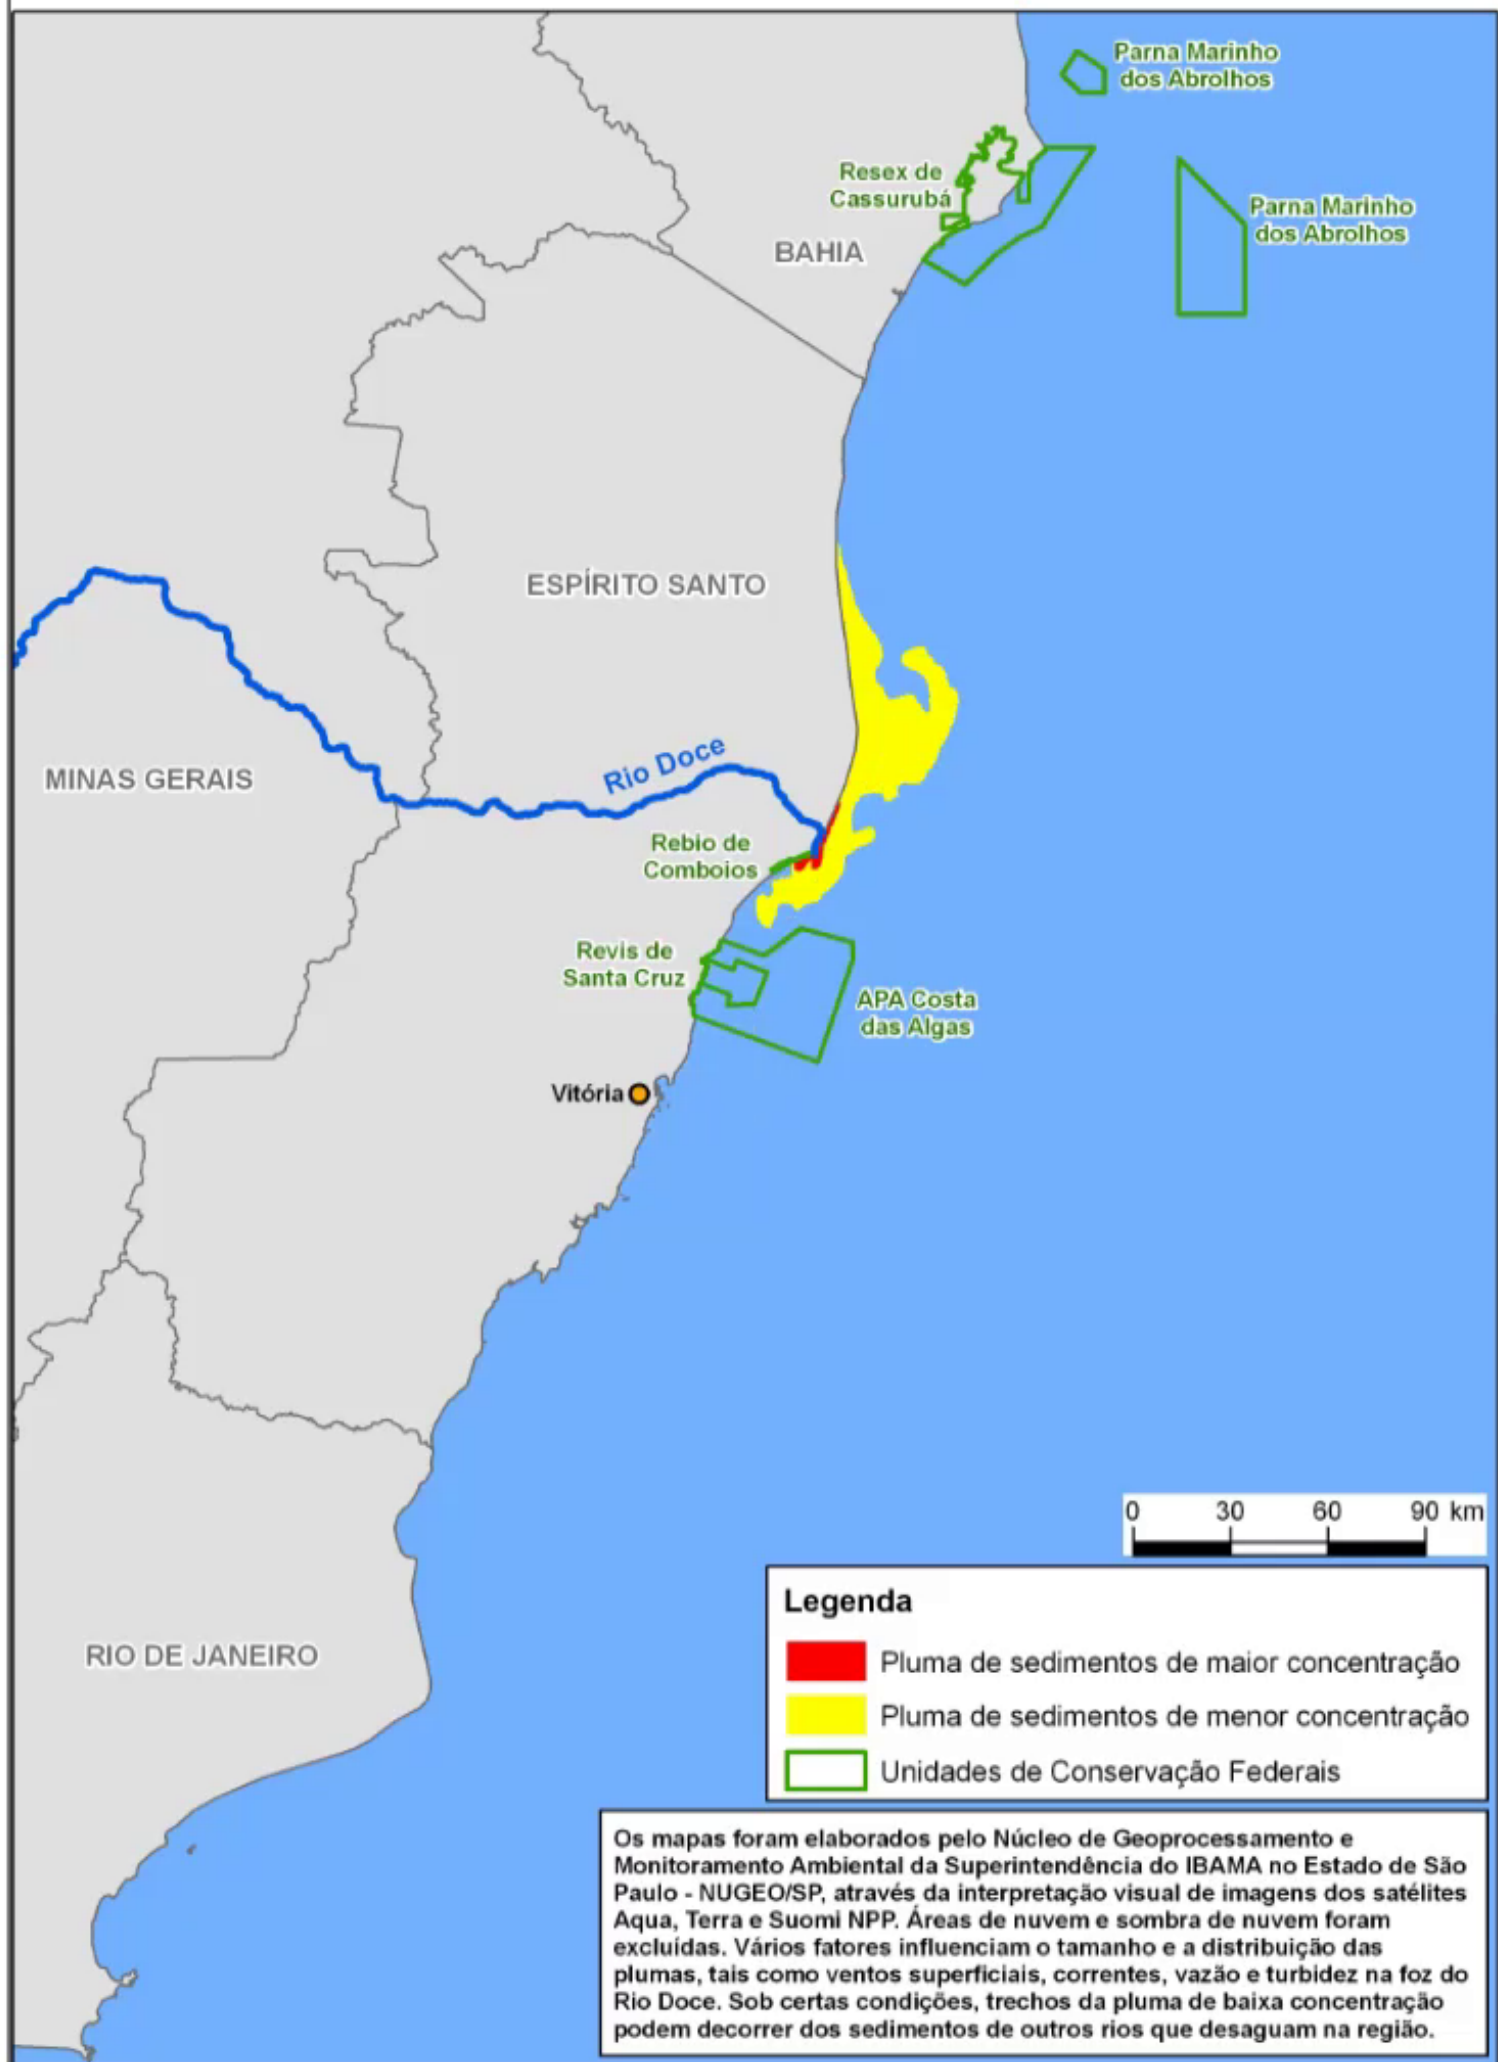 Parna Marinho
dos Abrolhos
Resex de
Cassurubá
Parna Marinho
dos Abrolhos
BAHIA
ESPÍRITO SANTO
Rio Doce
MINAS GERAIS
Rebio de
Comboios
Revis de
Santa Cruz
APA Costa
das Algas
Vitória
0 30 60 90 km
Legenda
RIO DE JANEIRO
Pluma de sedimentos de maior concentração
Pluma de sedimentos de menor concentração
Unidades de Conservação Federais
Os mapas foram elaborados pelo Núcleo de Geoprocessamento e
Monitoramento Ambiental da Superintendência do IBAMA no Estado de São
Paulo - NUGEO/SP, através da interpretação visual de imagens dos satélites
Aqua, Terra e Suomi NPP. Áreas de nuvem e sombra de nuvem foram
excluídas. Vários fatores influenciam o tamanho e a distribuição das
plumas, tais como ventos superficiais, correntes, vazão e turbidez na foz do
Rio Doce. Sob certas condições, trechos da pluma de baixa concentração
podem decorrer dos sedimentos de outros rios que desaguam na região.